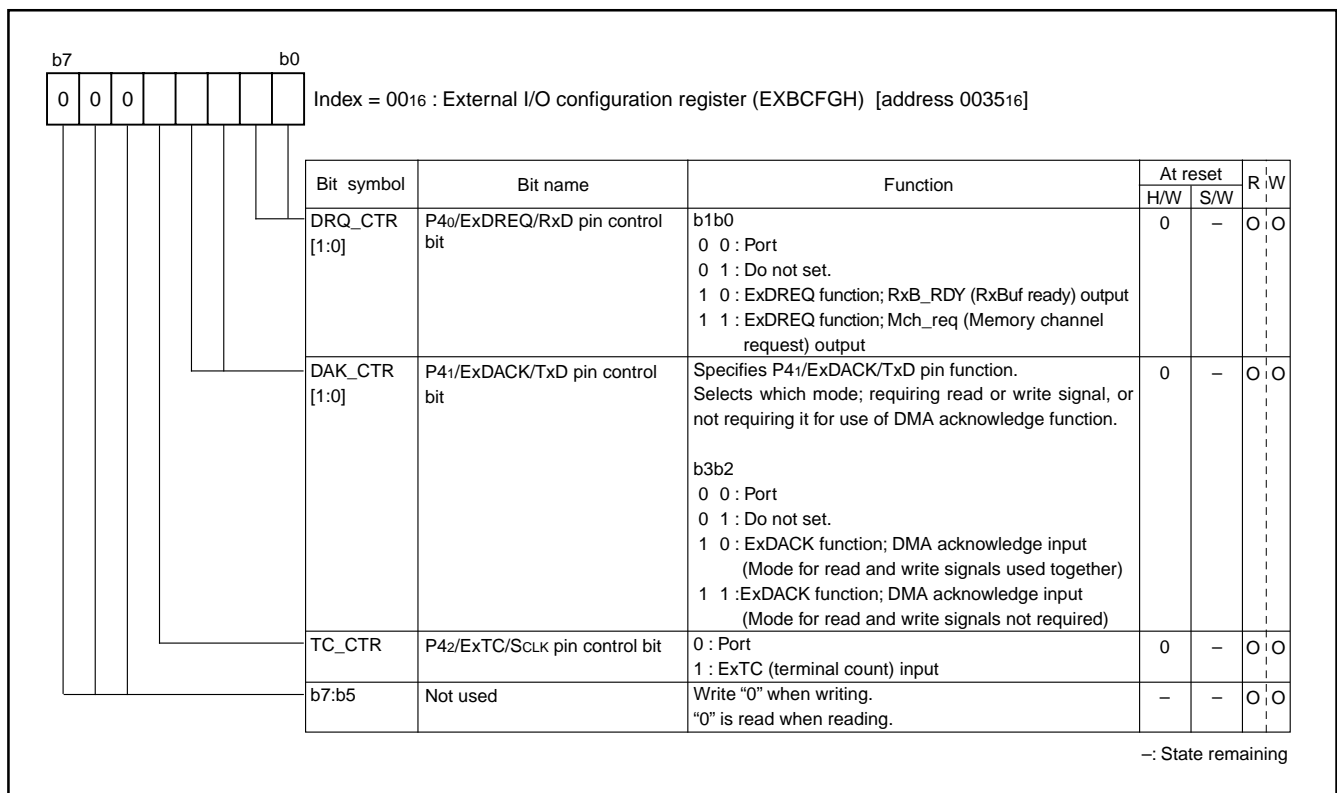 b7 b0
0 0 0 Index = 0016 : External I/O configuration register (EXBCFGH) [address 003516]
Bit symbol Bit name Function At reset R W
H/W S/W
DRQ_CTR P40/ExDREQ/RxD pin control b1b0 0 – O O
[1:0] bit 0 0 : Port
0 1 : Do not set.
1 0 : ExDREQ function; RxB_RDY (RxBuf ready) output
1 1 : ExDREQ function; Mch_req (Memory channel
request) output
DAK_CTR P41/ExDACK/TxD pin control Specifies P41/ExDACK/TxD pin function. 0 – O O
[1:0] bit Selects which mode; requiring read or write signal, or
not requiring it for use of DMA acknowledge function.
b3b2
0 0 : Port
0 1 : Do not set.
1 0 : ExDACK function; DMA acknowledge input
(Mode for read and write signals used together)
1 1 :ExDACK function; DMA acknowledge input
(Mode for read and write signals not required)
TC_CTR P42/ExTC/SCLK pin control bit 0 : Port 0 – O O
1 : ExTC (terminal count) input
b7:b5 Not used Write “0” when writing. – – O O
“0” is read when reading.
–: State remaining